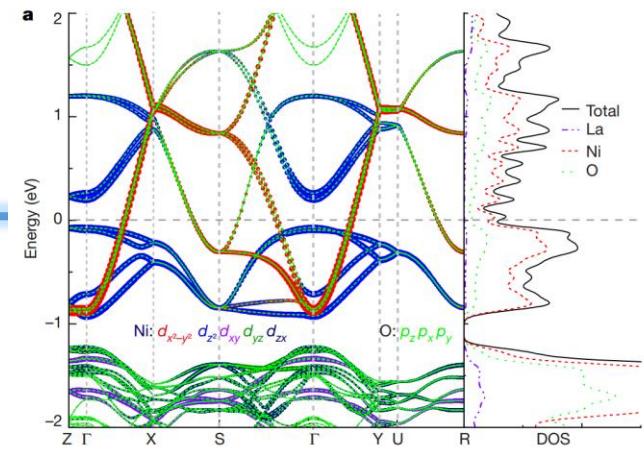 a
Energy (eV)
2
1
0
−1
−2
Ni: dx²–y² dz² dxy dyz dzx
O: pz px py
Total
La
Ni
O
Z Γ X S Γ Y U R DOS